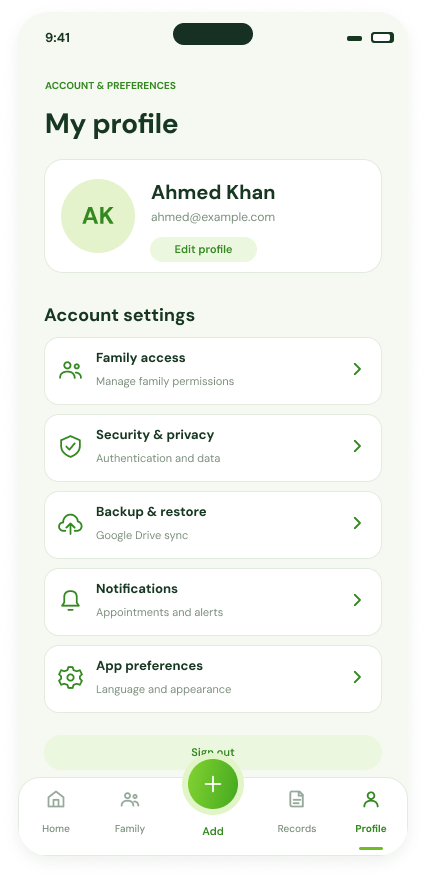 9:41
ACCOUNT & PREFERENCES
My profile
AK
Ahmed Khan
ahmed@example.com
Edit profile
Account settings
Family access
Manage family permissions
Security & privacy
Authentication and data
Backup & restore
Google Drive sync
Notifications
Appointments and alerts
App preferences
Language and appearance
Sign out
Home
Family
Add
Records
Profile